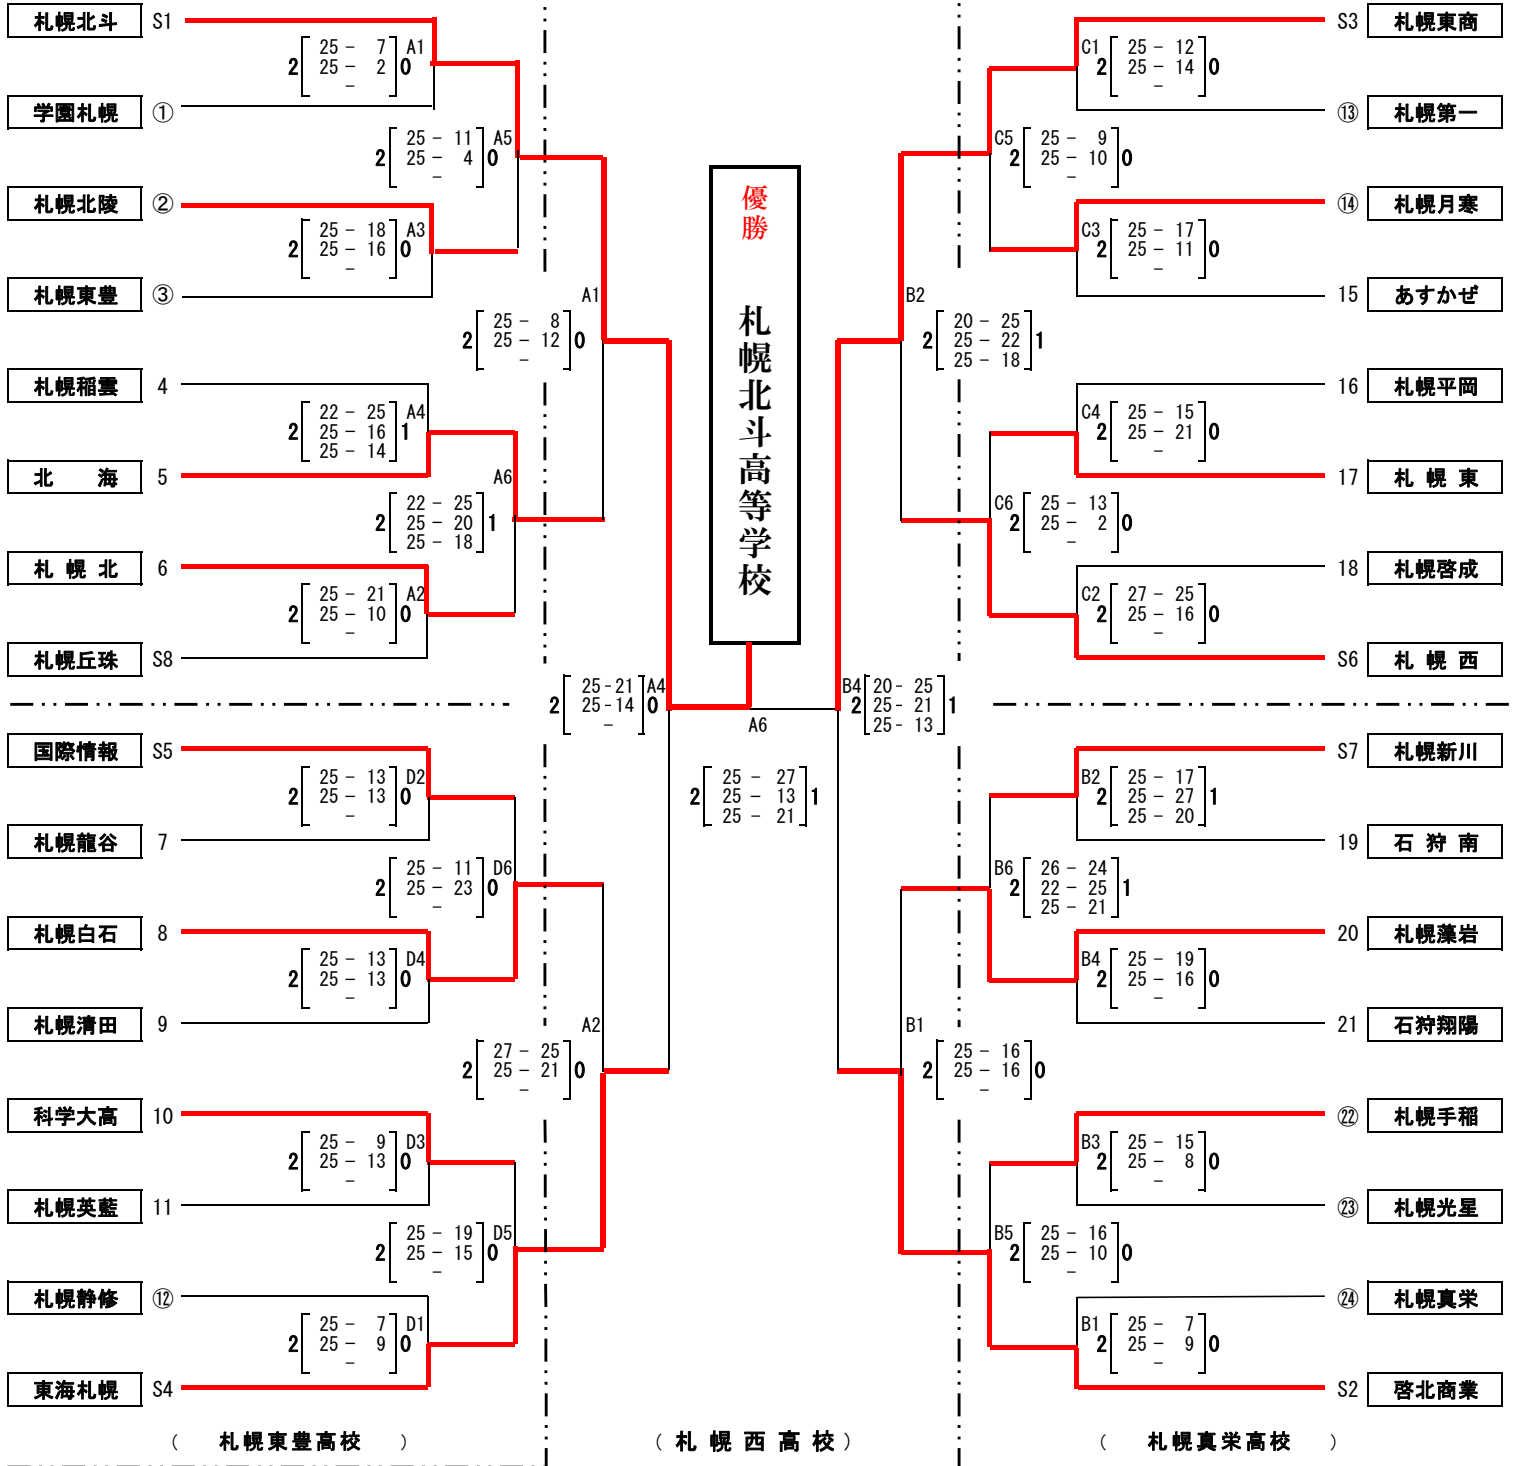 札幌北斗 S1
25 - 7 A1
2 25 - 2 0
-
学園札幌 ①
25 - 11 A5
2 25 - 4 0
-
札幌北陵 ②
25 - 18 A3
2 25 - 16 0
-
札幌東豊 ③
A1
25 - 8
2 25 - 12 0
-
札幌稲雲 4
22 - 25 A4
2 25 - 16 1
25 - 14
北 海 5
A6
22 - 25
2 25 - 20 1
25 - 18
札 幌 北 6
25 - 21 A2
2 25 - 10 0
-
札幌丘珠 S8
25 - 21 A4
2 25 - 14 0
-
国際情報 S5
25 - 13 D2
2 25 - 13 0
-
札幌龍谷 7
25 - 11 D6
2 25 - 23 0
-
札幌白石 8
25 - 13 D4
2 25 - 13 0
-
札幌清田 9
A2
27 - 25
2 25 - 21 0
-
科学大高 10
25 - 9 D3
2 25 - 13 0
-
札幌英藍 11
25 - 19 D5
2 25 - 15 0
-
札幌静修 ⑫
25 - 7 D1
2 25 - 9 0
-
東海札幌 S4
優勝
札幌北斗高等学校
A6
25 - 27
2 25 - 13 1
25 - 21
S3 札幌東商
C1 25 - 12
2 25 - 14 0
-
⑬ 札幌第一
C5 25 - 9
2 25 - 10 0
-
⑭ 札幌月寒
C3 25 - 17
2 25 - 11 0
-
15 あすかぜ
B2
20 - 25
2 25 - 22 1
25 - 18
16 札幌平岡
C4 25 - 15
2 25 - 21 0
-
17 札 幌 東
C6 25 - 13
2 25 - 2 0
-
18 札幌啓成
C2 27 - 25
2 25 - 16 0
-
S6 札 幌 西
B4 20 - 25
2 25 - 21 1
25 - 13
S7 札幌新川
B2 25 - 17
2 25 - 27 1
25 - 20
19 石 狩 南
B6 26 - 24
2 22 - 25 1
25 - 21
20 札幌藻岩
B4 25 - 19
2 25 - 16 0
-
21 石狩翔陽
B1
25 - 16
2 25 - 16 0
-
㉒ 札幌手稲
B3 25 - 15
2 25 - 8 0
-
㉓ 札幌光星
B5 25 - 16
2 25 - 10 0
-
㉔ 札幌真栄
B1 25 - 7
2 25 - 9 0
-
S2 啓北商業
( 札幌東豊高校 )
( 札 幌 西 高 校 )
( 札幌真栄高校 )